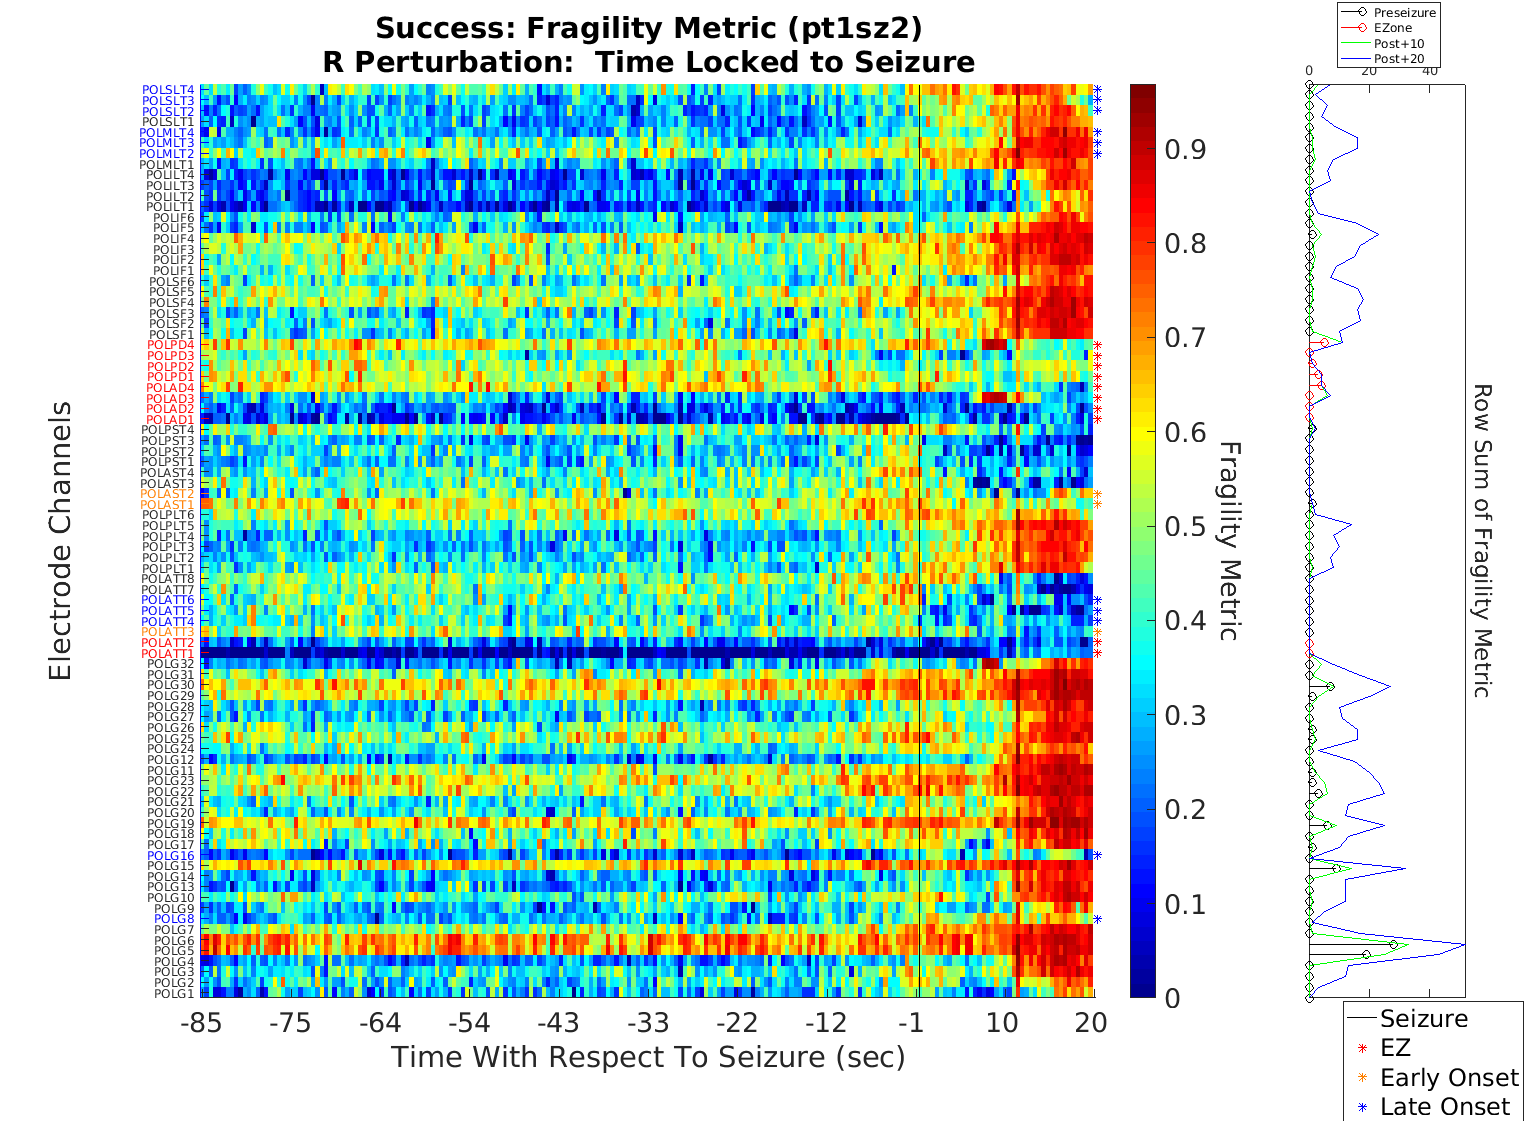 Success: Fragility Metric (pt1sz2)
R Perturbation:  Time Locked to Seizure
Preseizure
EZone
Post+10
Post+20
0 20 40
Electrode Channels
POLSLT4
POLSLT3
POLSLT2
POLSLT1
POLMLT4
POLMLT3
POLMLT2
POLMLT1
POLILT4
POLILT3
POLILT2
POLILT1
POLIF6
POLIF5
POLIF4
POLIF3
POLIF2
POLIF1
POLSF6
POLSF5
POLSF4
POLSF3
POLSF2
POLSF1
POLPD4
POLPD3
POLPD2
POLPD1
POLAD4
POLAD3
POLAD2
POLAD1
POLPST4
POLPST3
POLPST2
POLPST1
POLAST4
POLAST3
POLAST2
POLAST1
POLPLT6
POLPLT5
POLPLT4
POLPLT3
POLPLT2
POLPLT1
POLATT8
POLATT7
POLATT6
POLATT5
POLATT4
POLATT3
POLATT2
POLATT1
POLG32
POLG31
POLG30
POLG29
POLG28
POLG27
POLG26
POLG25
POLG24
POLG12
POLG11
POLG23
POLG22
POLG21
POLG20
POLG19
POLG18
POLG17
POLG16
POLG15
POLG14
POLG13
POLG10
POLG9
POLG8
POLG7
POLG6
POLG5
POLG4
POLG3
POLG2
POLG1
-85 -75 -64 -54 -43 -33 -22 -12 -1 10 20
Time With Respect To Seizure (sec)
0.9
0.8
0.7
0.6
0.5
0.4
0.3
0.2
0.1
0
Fragility Metric
Row Sum of Fragility Metric
Seizure
EZ
Early Onset
Late Onset